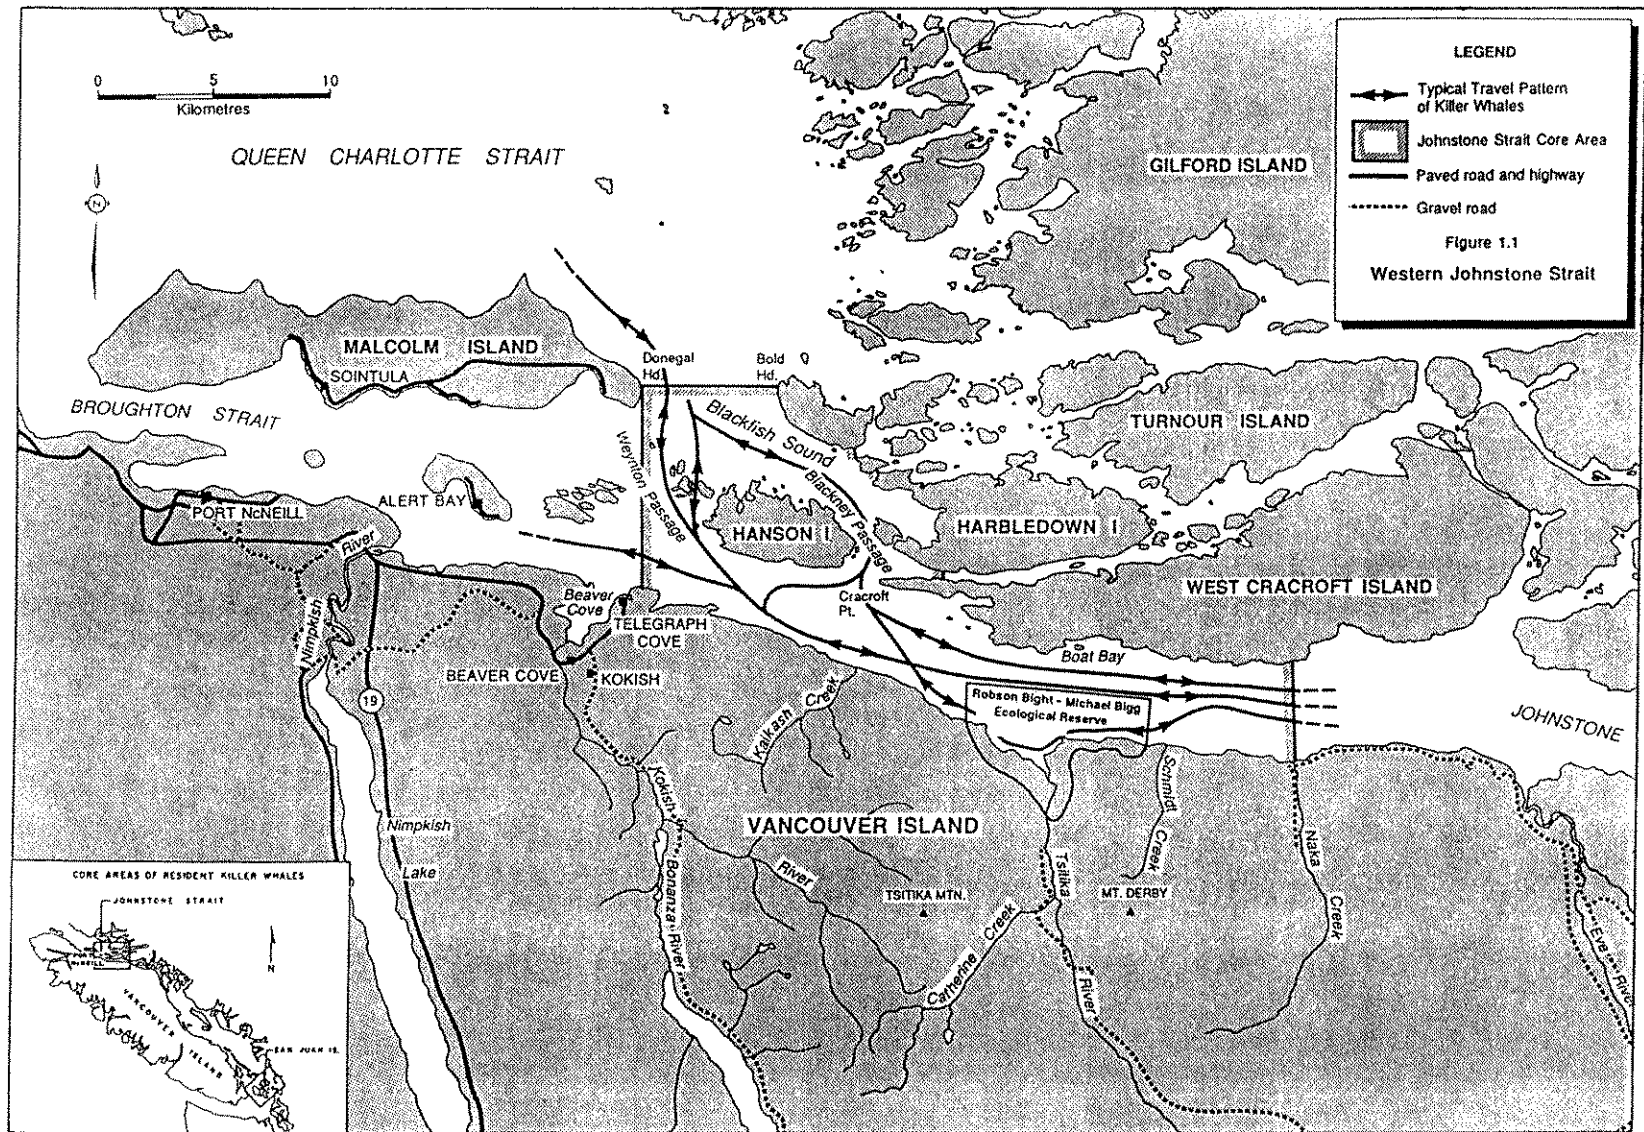 0 5 10
Kilometres
QUEEN CHARLOTTE STRAIT
N
LEGEND
Typical Travel Pattern
of Killer Whales
Johnstone Strait Core Area
Paved road and highway
Gravel road
Figure 1.1
Western Johnstone Strait
GILFORD ISLAND
MALCOLM ISLAND
SOINTULA
Donegal
Hd.
Bold
Hd.
BROUGHTON STRAIT
Blackfish Sound
TURNOUR ISLAND
Weynton Passage
Blackney Passage
ALERT BAY
PORT McNEILL
HANSON I.
HARBLEDOWN I
River
Nimpkish
WEST CRACROFT ISLAND
Beaver
Cove
Cracroft
Pt.
TELEGRAPH
COVE
BEAVER COVE
KOKISH
Boat Bay
19
Kaikash Creek
Robson Bight - Michael Bigg
Ecological Reserve
JOHNSTONE
Kokish
River
Schmidt
Creek
VANCOUVER ISLAND
Nimpkish
Lake
Bonanza River
Tsitika
River
Naka
Creek
TSITIKA MTN.
MT. DERBY
Catherine Creek
Eve River
CORE AREAS OF RESIDENT KILLER WHALES
JOHNSTONE STRAIT
PORT
McNEILL
N
VANCOUVER ISLAND
SAN JUAN IS.